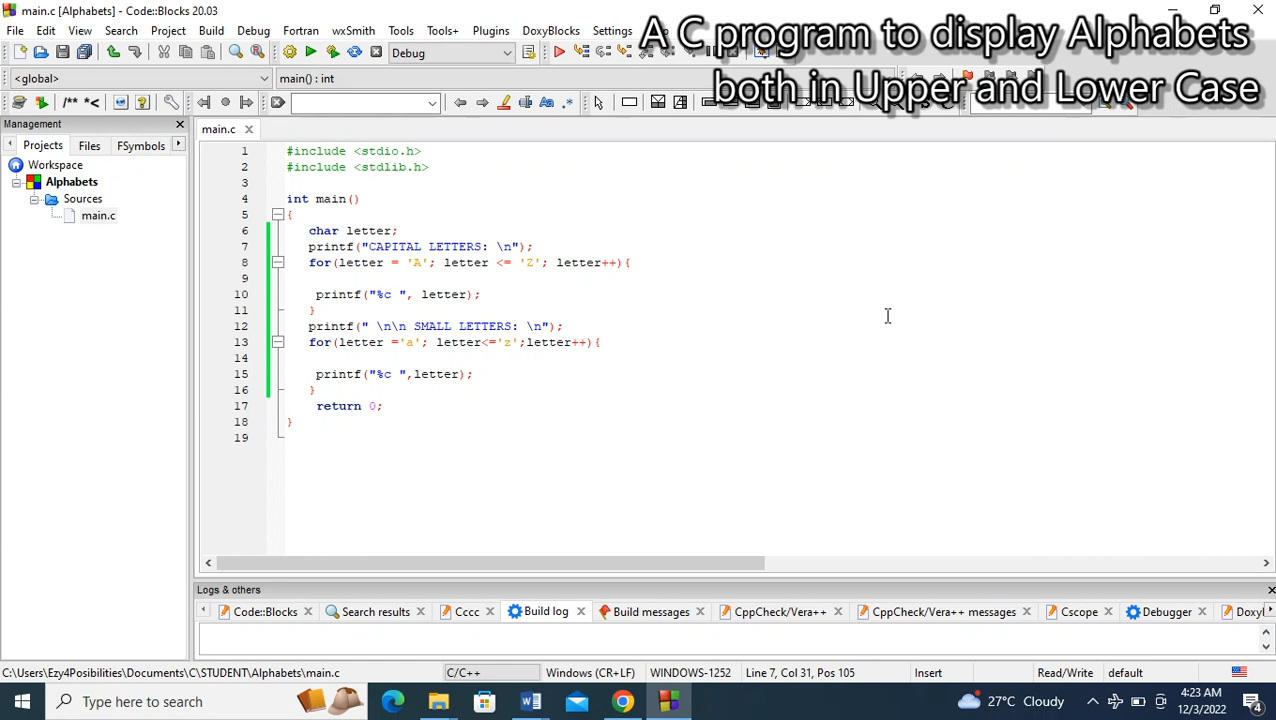 main.c [Alphabets] - Code::Blocks 20.03
A C program to display Alphabets
both in Upper and Lower Case
File Edit View Search Project Build Debug Fortran wxSmith Tools Tools+ Plugins DoxyBlocks Settings
Debug
<global> main() : int
/** *<
Aa .*
Management
Projects Files FSymbols
Workspace
Alphabets
Sources
main.c
main.c
1 #include <stdio.h>
2 #include <stdlib.h>
3
4 int main()
5 {
6 char letter;
7 printf("CAPITAL LETTERS: \n");
8 for(letter = 'A'; letter <= 'Z'; letter++){
9
10 printf("%c ", letter);
11 }
12 printf(" \n\n SMALL LETTERS: \n");
13 for(letter ='a'; letter<='z';letter++){
14
15 printf("%c ",letter);
16 }
17 return 0;
18 }
19
Logs & others
Code::Blocks Search results Cccc Build log Build messages CppCheck/Vera++ CppCheck/Vera++ messages Cscope Debugger
C:\Users\Ezy4Posibilities\Documents\C\STUDENT\Alphabets\main.c C/C++ Windows (CR+LF) WINDOWS-1252 Line 7, Col 31, Pos 105 Insert Read/Write default
Type here to search
27°C Cloudy
4:23 AM
12/3/2022
4